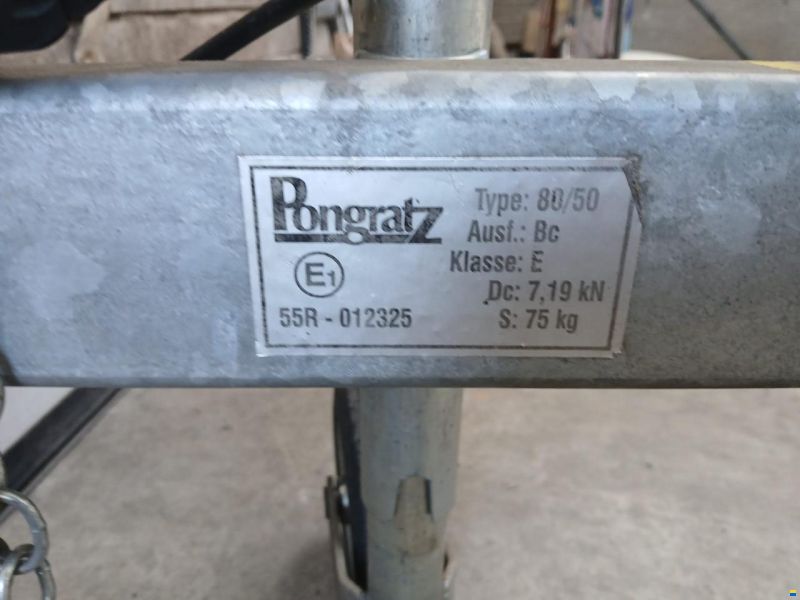 Pongratz
Type: 80/50
Ausf.: Bc
Klasse: E
E1
Dc: 7,19 kN
55R - 012325
S: 75 kg